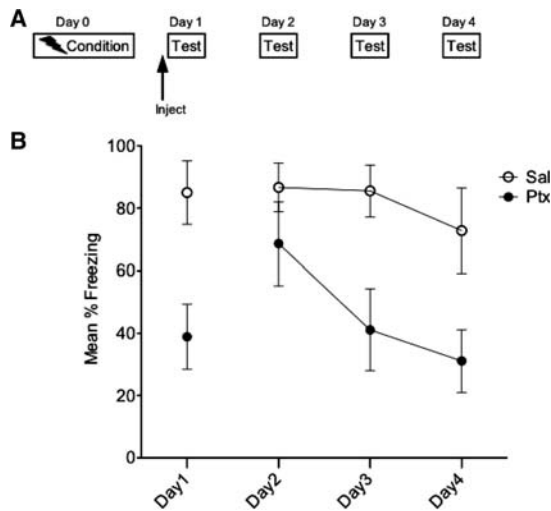 A
Day 0 Day 1 Day 2 Day 3 Day 4
Condition Test Test Test Test
Inject
B
Mean % Freezing
100
80
60
40
20
0
Day1 Day2 Day3 Day4
Sal
Ptx